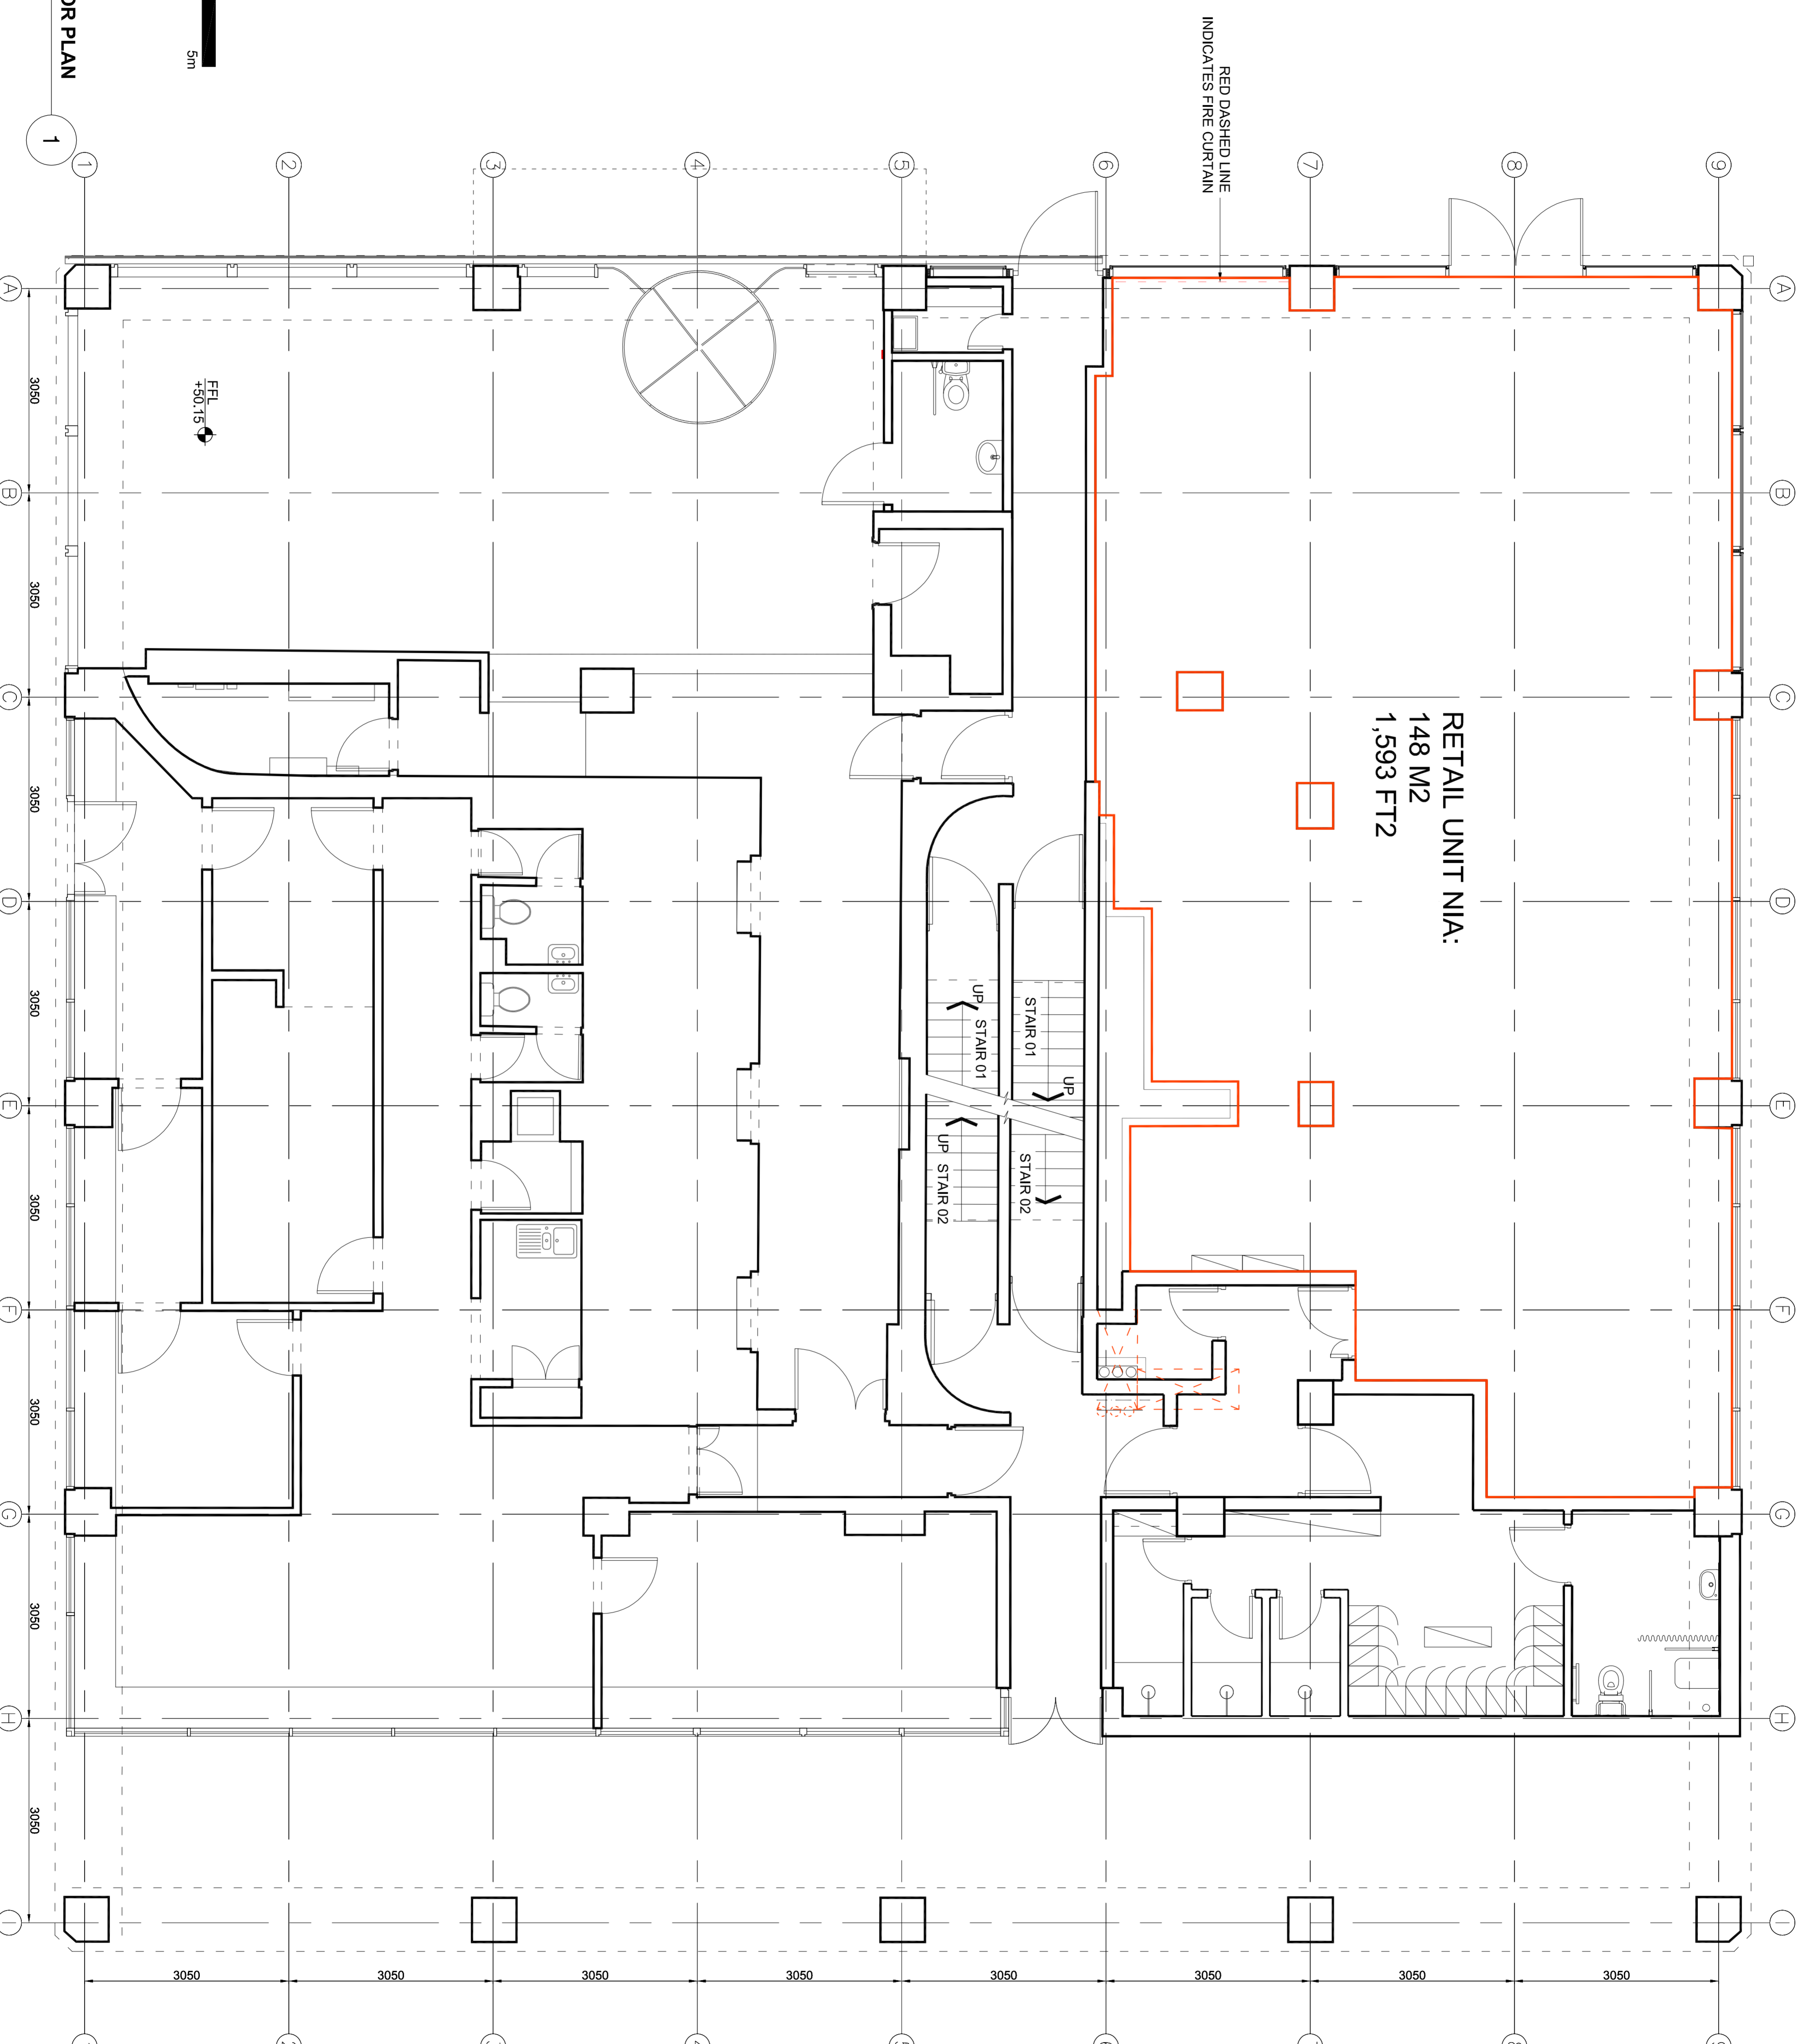 OR PLAN
1
5m
RED DASHED LINE
INDICATES FIRE CURTAIN
1
2
3
4
5
6
7
8
9
A
A
B
B
C
C
D
D
E
E
F
F
G
G
H
H
I
I
3050
3050
3050
3050
3050
3050
3050
3050
FFL
+50.15
RETAIL UNIT NIA:
148 M2
1,593 FT2
UP
STAIR 01
STAIR 01
UP
UP
STAIR 02
STAIR 02
3050
3050
3050
3050
3050
3050
3050
3050